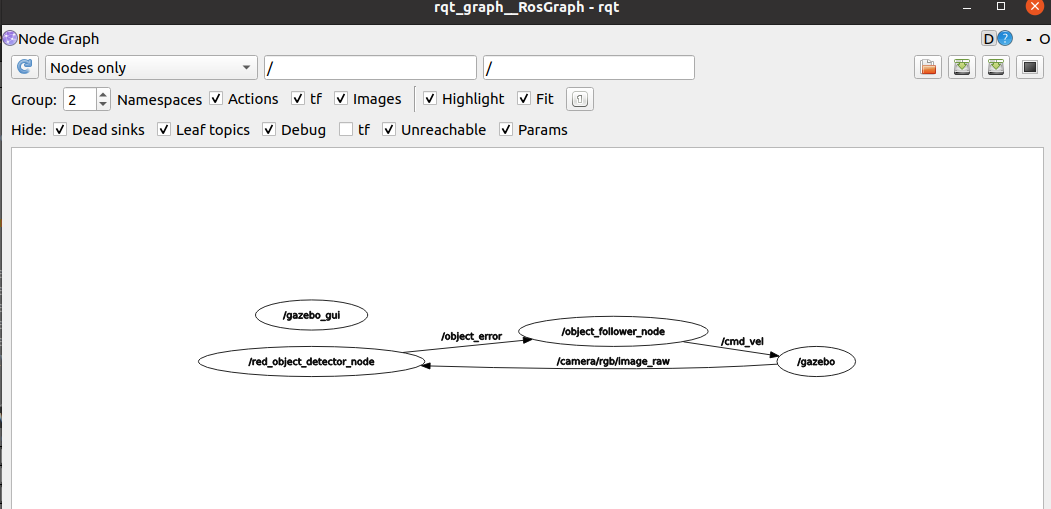 rqt_graph__RosGraph - rqt
Node Graph D ? - O
Nodes only / /
Group: 2 Namespaces Actions tf Images Highlight Fit
Hide: Dead sinks Leaf topics Debug tf Unreachable Params
/gazebo_gui
/object_error
/object_follower_node
/cmd_vel
/red_object_detector_node
/camera/rgb/image_raw
/gazebo